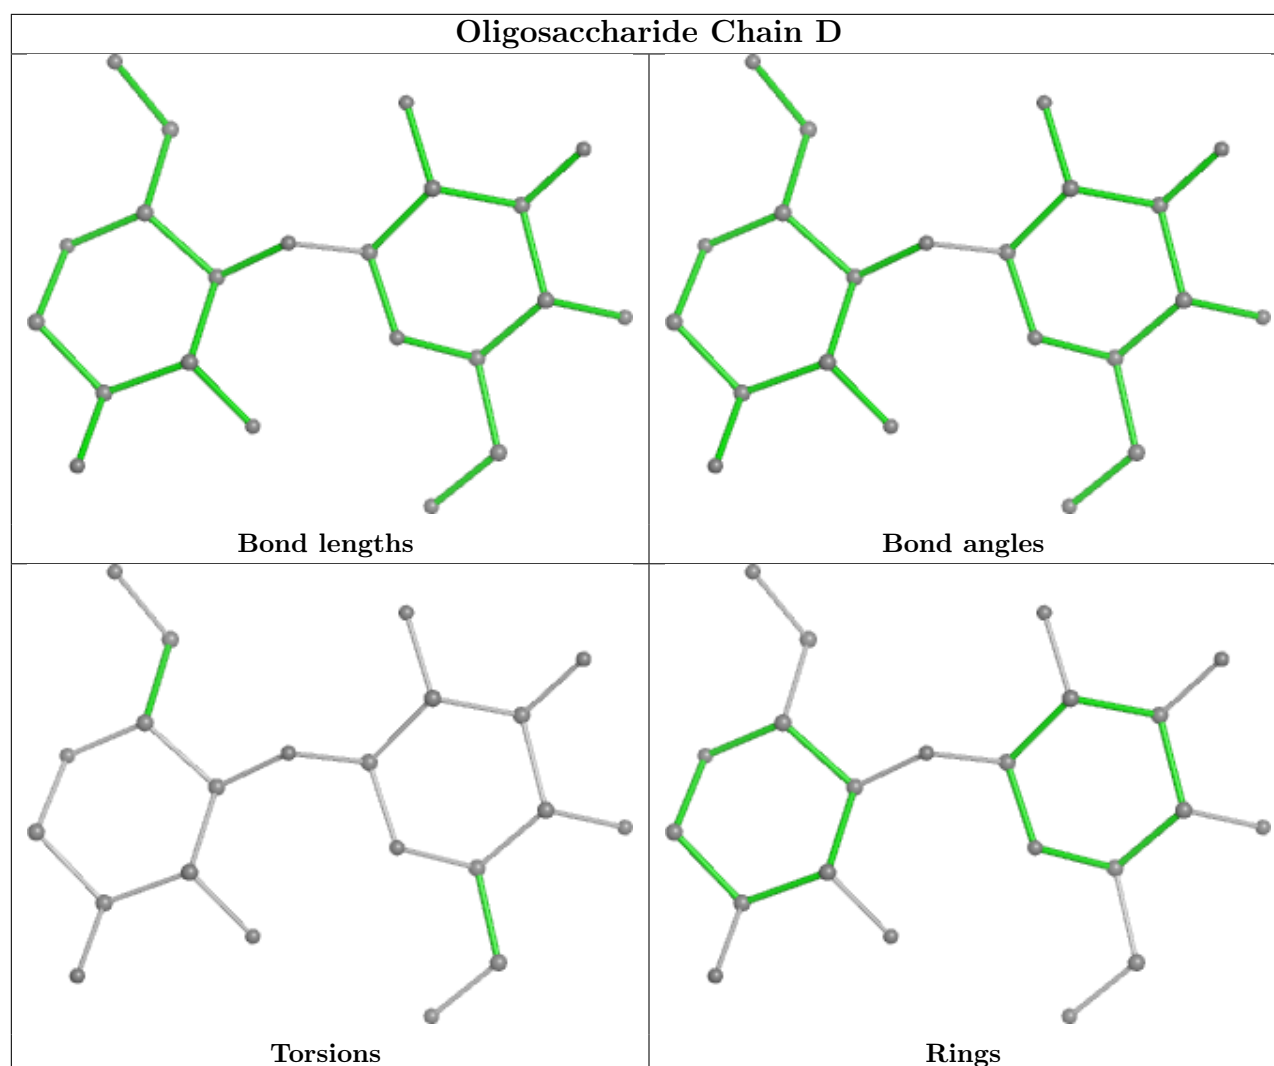 Oligosaccharide Chain D
Bond lengths
Bond angles
Torsions
Rings